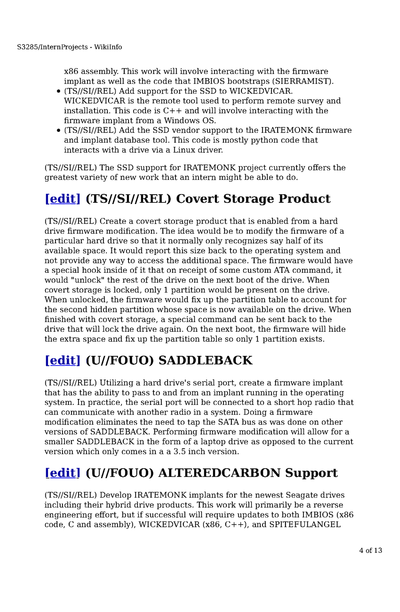 S3285/InternProjects - WikiInfo
x86 assembly. This work will involve interacting with the firmware
implant as well as the code that IMBIOS bootstraps (SIERRAMIST).
• (TS//SI//REL) Add support for the SSD to WICKEDVICAR.
WICKEDVICAR is the remote tool used to perform remote survey and
installation. This code is C++ and will involve interacting with the
firmware implant from a Windows OS.
• (TS//SI//REL) Add the SSD vendor support to the IRATEMONK firmware
and implant database tool. This code is mostly python code that
interacts with a drive via a Linux driver.
(TS//SI//REL) The SSD support for IRATEMONK project currently offers the
greatest variety of new work that an intern might be able to do.
[edit] (TS//SI//REL) Covert Storage Product
(TS//SI//REL) Create a covert storage product that is enabled from a hard
drive firmware modification. The idea would be to modify the firmware of a
particular hard drive so that it normally only recognizes say half of its
available space. It would report this size back to the operating system and
not provide any way to access the additional space. The firmware would have
a special hook inside of it that on receipt of some custom ATA command, it
would "unlock" the rest of the drive on the next boot of the drive. When
covert storage is locked, only 1 partition would be present on the drive.
When unlocked, the firmware would fix up the partition table to account for
the second hidden partition whose space is now available on the drive. When
finished with covert storage, a special command can be sent back to the
drive that will lock the drive again. On the next boot, the firmware will hide
the extra space and fix up the partition table so only 1 partition exists.
[edit] (U//FOUO) SADDLEBACK
(TS//SI//REL) Utilizing a hard drive's serial port, create a firmware implant
that has the ability to pass to and from an implant running in the operating
system. In practice, the serial port will be connected to a short hop radio that
can communicate with another radio in a system. Doing a firmware
modification eliminates the need to tap the SATA bus as was done on other
versions of SADDLEBACK. Performing firmware modification will allow for a
smaller SADDLEBACK in the form of a laptop drive as opposed to the current
version which only comes in a a 3.5 inch version.
[edit] (U//FOUO) ALTEREDCARBON Support
(TS//SI//REL) Develop IRATEMONK implants for the newest Seagate drives
including their hybrid drive products. This work will primarily be a reverse
engineering effort, but if successful will require updates to both IMBIOS (x86
code, C and assembly), WICKEDVICAR (x86, C++), and SPITEFULANGEL
4 of 13